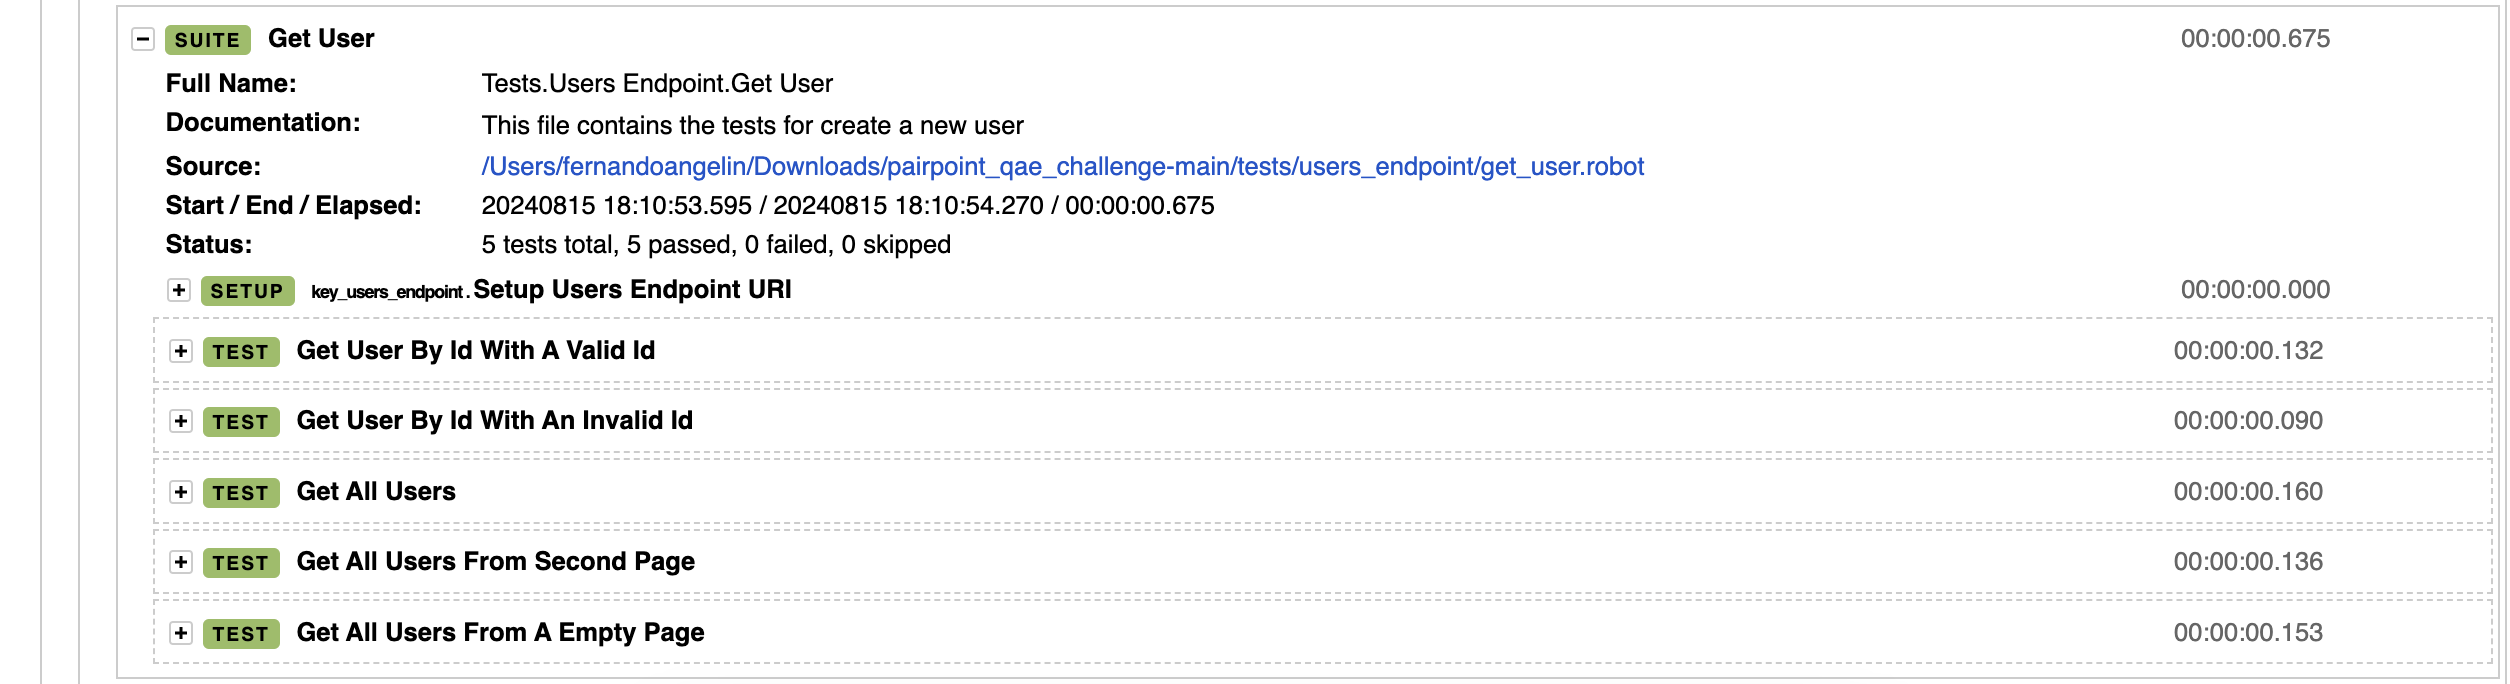 SUITE Get User 00:00:00.675
Full Name: Tests.Users Endpoint.Get User
Documentation: This file contains the tests for create a new user
Source: /Users/fernandoangelin/Downloads/pairpoint_qae_challenge-main/tests/users_endpoint/get_user.robot
Start / End / Elapsed: 20240815 18:10:53.595 / 20240815 18:10:54.270 / 00:00:00.675
Status: 5 tests total, 5 passed, 0 failed, 0 skipped
SETUP key_users_endpoint. Setup Users Endpoint URI 00:00:00.000
TEST Get User By Id With A Valid Id 00:00:00.132
TEST Get User By Id With An Invalid Id 00:00:00.090
TEST Get All Users 00:00:00.160
TEST Get All Users From Second Page 00:00:00.136
TEST Get All Users From A Empty Page 00:00:00.153